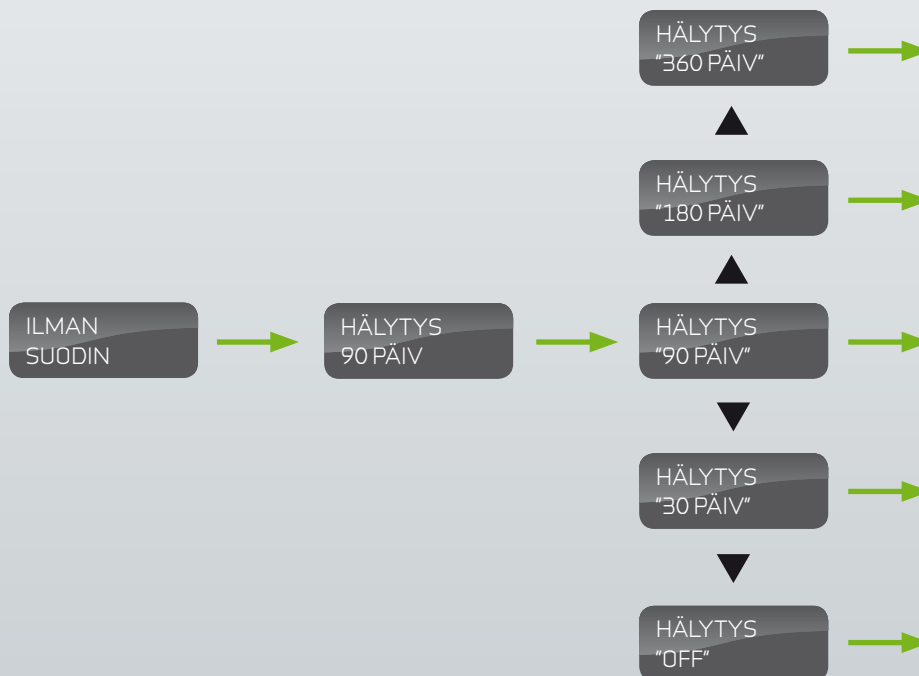 HÄLYTYS
"360 PÄIV"
HÄLYTYS
"180 PÄIV"
ILMAN
SUODIN
HÄLYTYS
90 PÄIV
HÄLYTYS
"90 PÄIV"
HÄLYTYS
"30 PÄIV"
HÄLYTYS
"OFF"